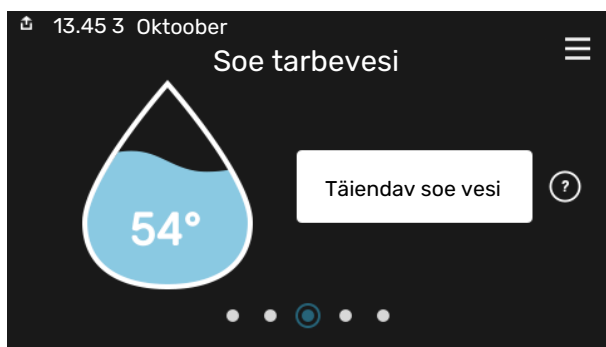 13.45 3 Oktoober
Soe tarbevesi
54°
Täiendav soe vesi
?